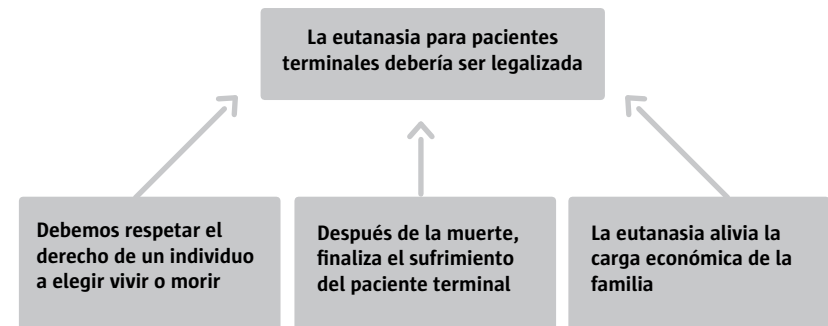 La eutanasia para pacientes
terminales debería ser legalizada
Debemos respetar el
derecho de un individuo
a elegir vivir o morir
Después de la muerte,
finaliza el sufrimiento
del paciente terminal
La eutanasia alivia la
carga económica de la
familia